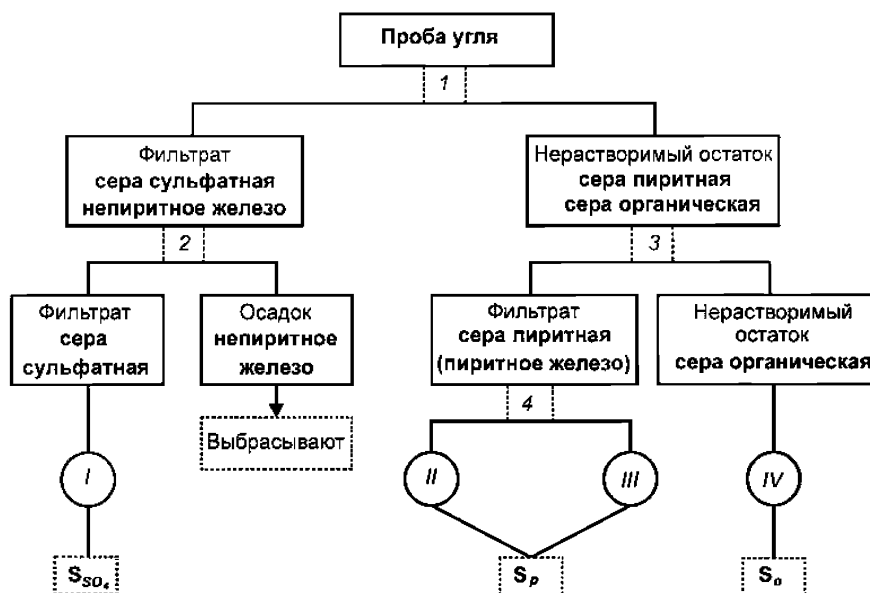 Проба угля
1
Фильтрат
сера сульфатная
непиритное железо
Нерастворимый остаток
сера пиритная
сера органическая
2
3
Фильтрат
сера
сульфатная
Осадок
непиритное
железо
Фильтрат
сера пиритная
(пиритное железо)
Нерастворимый
остаток
сера органическая
4
Выбрасывают
I
II
III
IV
S_{SO_4}
S_p
S_o